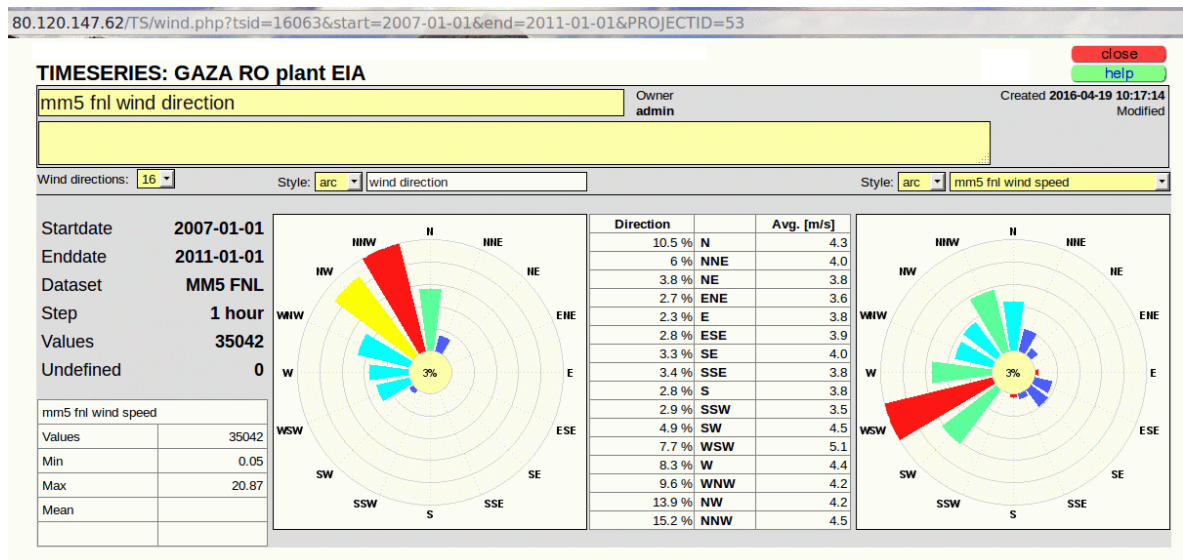 80.120.147.62/TS/wind.php?tsid=16063&start=2007-01-01&end=2011-01-01&PROJECTID=53
close
TIMESERIES: GAZA RO plant EIA
help
mm5 fnl wind direction
Owner
admin
Created 2016-04-19 10:17:14
Modified
Wind directions: 16
Style: arc wind direction
Style: arc mm5 fnl wind speed
Startdate 2007-01-01
Enddate 2011-01-01
Dataset MM5 FNL
Step 1 hour
Values 35042
Undefined 0
mm5 fnl wind speed
Values 35042
Min 0.05
Max 20.87
Mean
N
NNW NNE
NW NE
WNW ENE
W 3% E
WSW ESE
SW SE
SSW SSE
S
Direction Avg. [m/s]
10.5 % N 4.3
6 % NNE 4.0
3.8 % NE 3.8
2.7 % ENE 3.6
2.3 % E 3.8
2.8 % ESE 3.9
3.3 % SE 4.0
3.4 % SSE 3.8
2.8 % S 3.8
2.9 % SSW 3.5
4.9 % SW 4.5
7.7 % WSW 5.1
8.3 % W 4.4
9.6 % WNW 4.2
13.9 % NW 4.2
15.2 % NNW 4.5
N
NNW NNE
NW NE
WNW ENE
W 3% E
WSW ESE
SW SE
SSW SSE
S